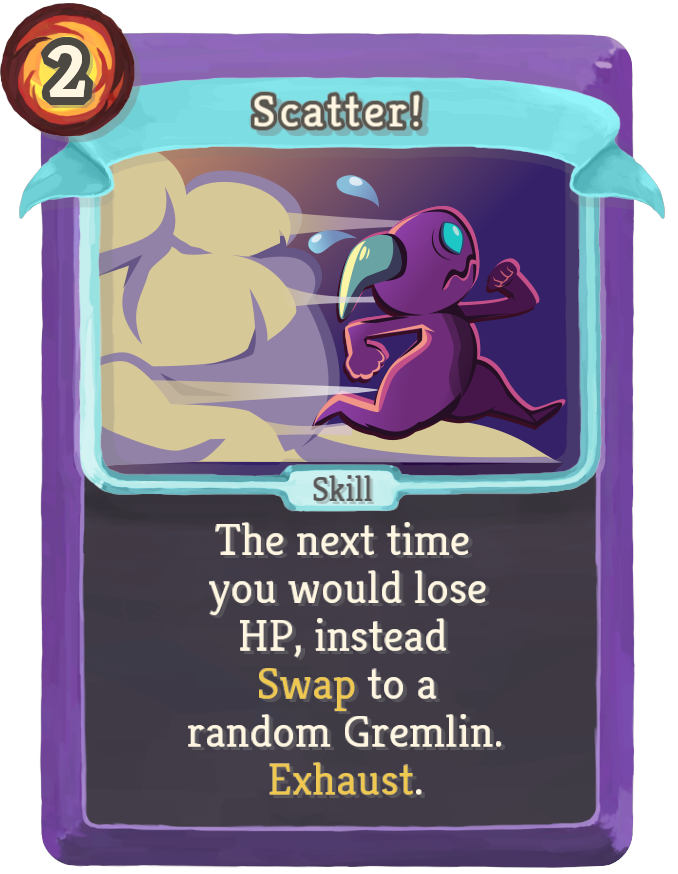 2
Scatter!
Skill
The next time
you would lose
HP, instead
Swap to a
random Gremlin.
Exhaust.